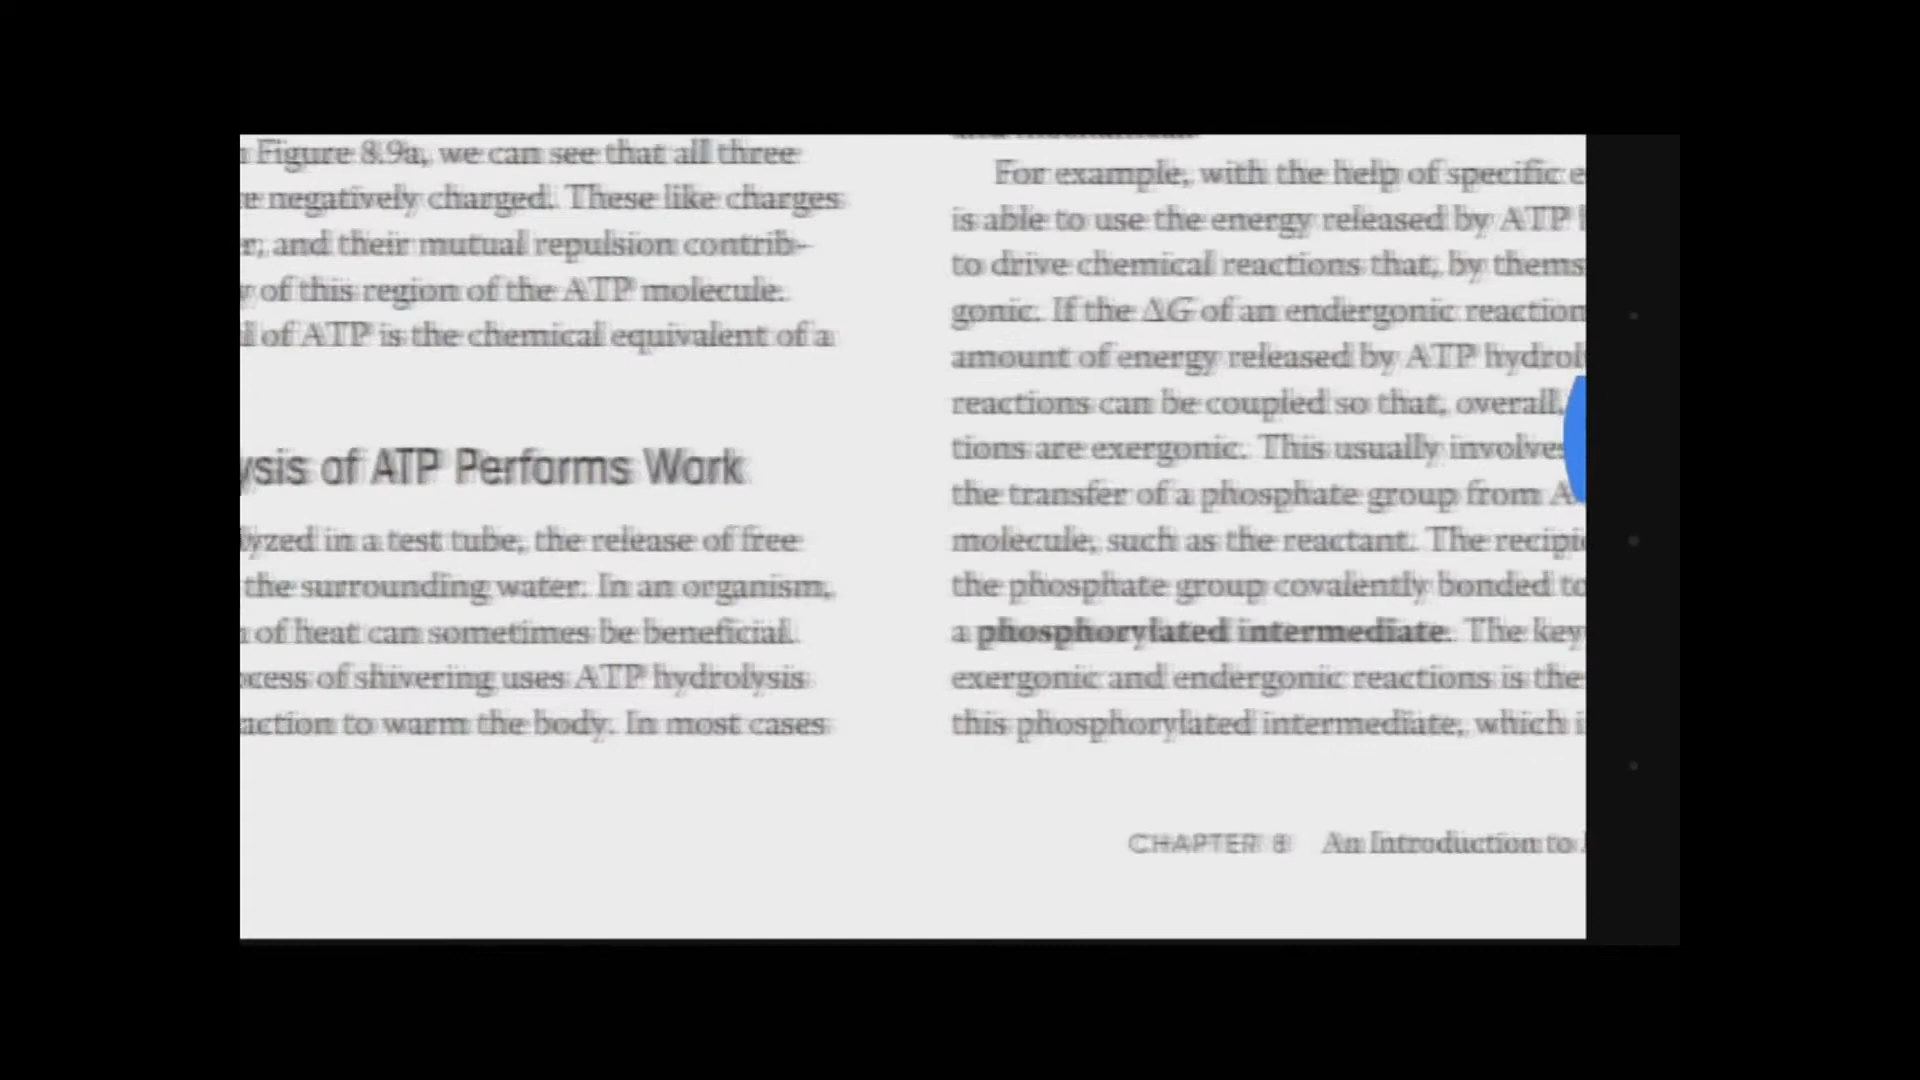 Figure 8.9a, we can see that all three
negatively charged. These like charges
and their mutual repulsion contrib-
of this region of the ATP molecule.
of ATP is the chemical equivalent of a
ysis of ATP Performs Work
lyzed in a test tube, the release of free
the surrounding water. In an organism,
of heat can sometimes be beneficial.
ocess of shivering uses ATP hydrolysis
action to warm the body. In most cases
For example, with the help of specific e
is able to use the energy released by ATP
to drive chemical reactions that, by thems
gonic. If the ΔG of an endergonic reaction
amount of energy released by ATP hydrol
reactions can be coupled so that, overall,
tions are exergonic. This usually involves
the transfer of a phosphate group from A
molecule, such as the reactant. The recipi
the phosphate group covalently bonded to
a phosphorylated intermediate. The key
exergonic and endergonic reactions is the
this phosphorylated intermediate, which i
CHAPTER 8 An Introduction to